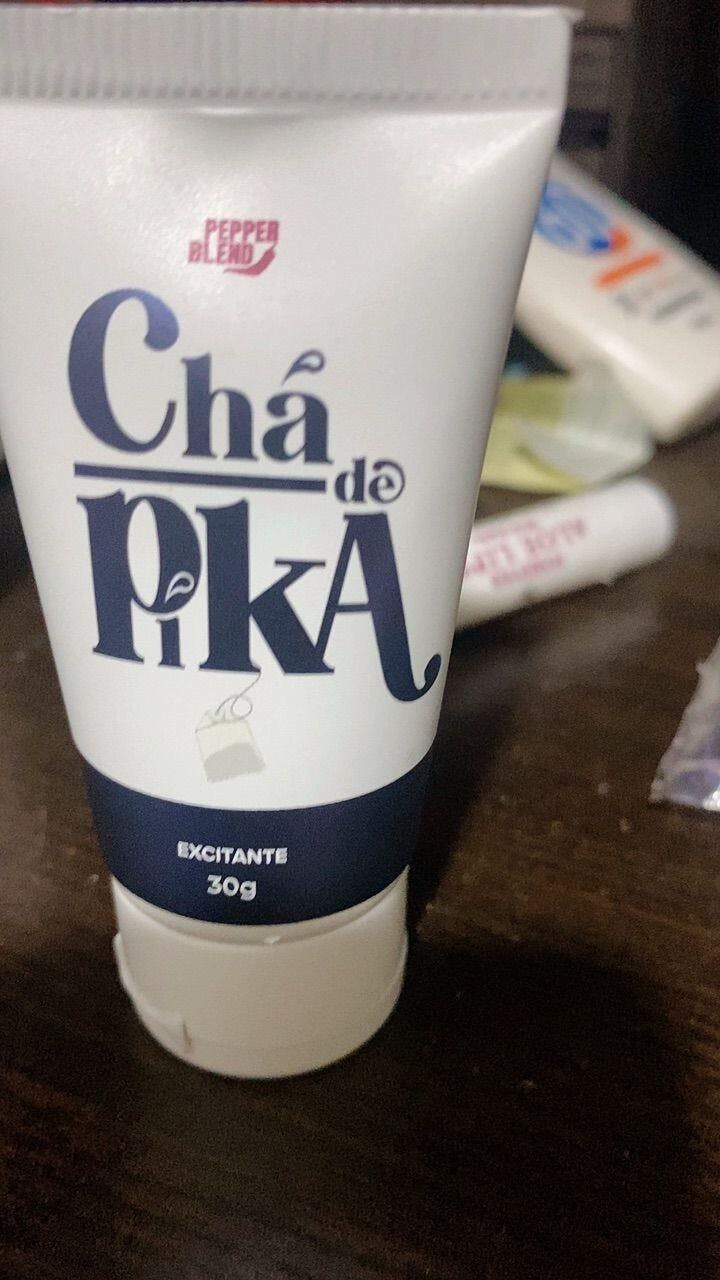 PEPPER
BLEND
Chá
de
PiKA
EXCITANTE
30g